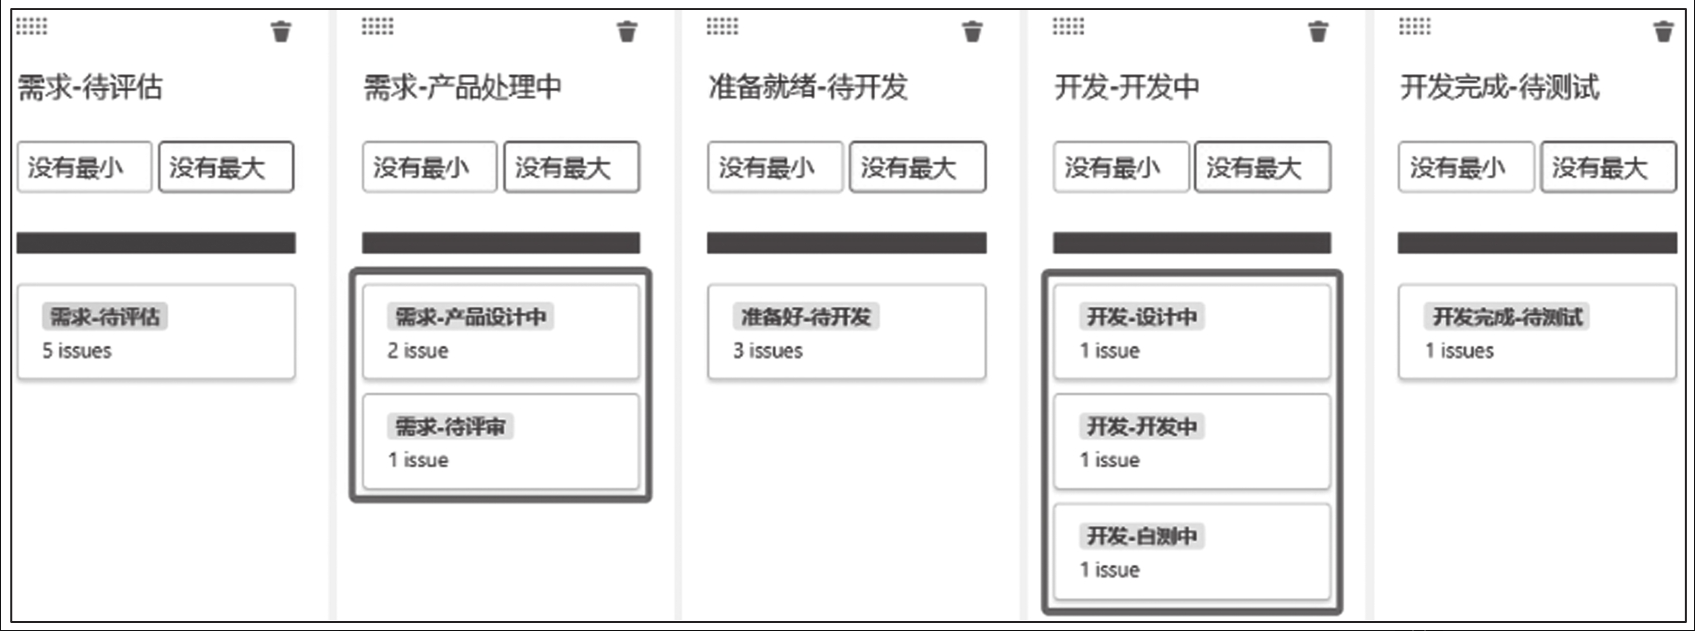 需求-待评估
没有最小 没有最大
需求-待评估
5 issues
需求-产品处理中
没有最小 没有最大
需求-产品设计中
2 issue
需求-待评审
1 issue
准备就绪-待开发
没有最小 没有最大
准备好-待开发
3 issues
开发-开发中
没有最小 没有最大
开发-设计中
1 issue
开发-开发中
1 issue
开发-自测中
1 issue
开发完成-待测试
没有最小 没有最大
开发完成-待测试
1 issues